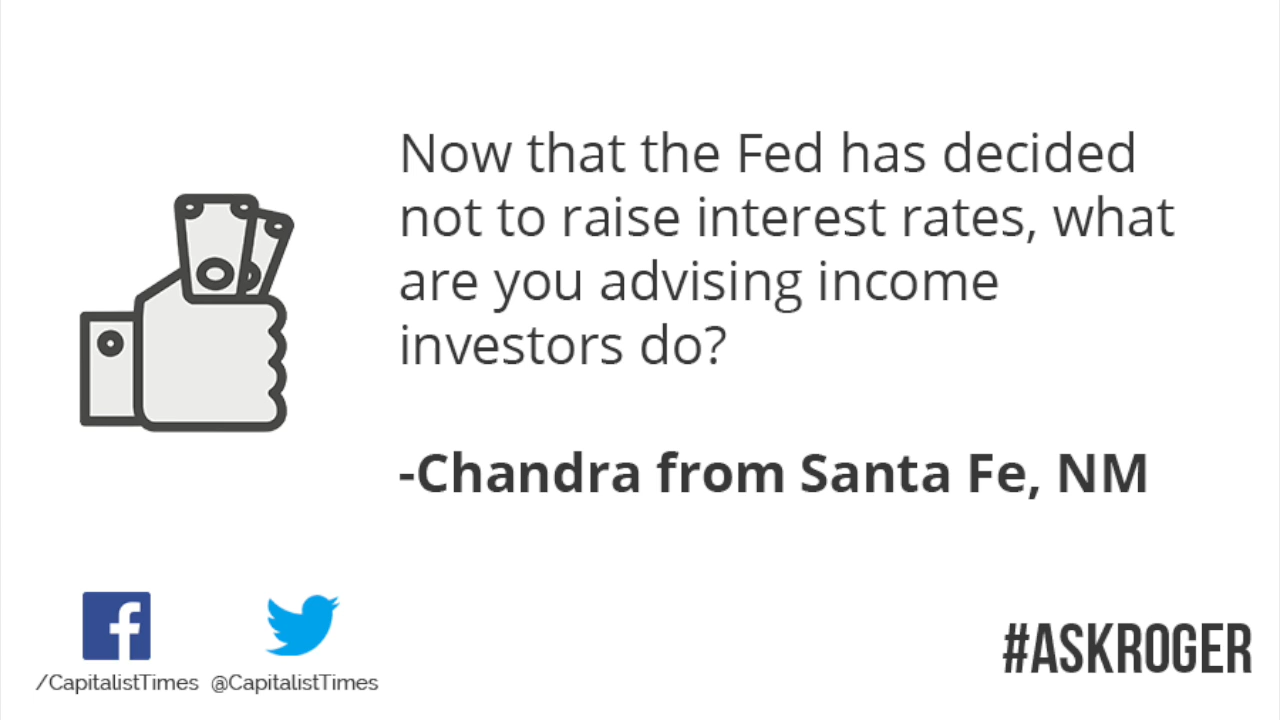 Now that the Fed has decided
not to raise interest rates, what
are you advising income
investors do?
-Chandra from Santa Fe, NM
/CapitalistTimes @CapitalistTimes
#ASKROGER